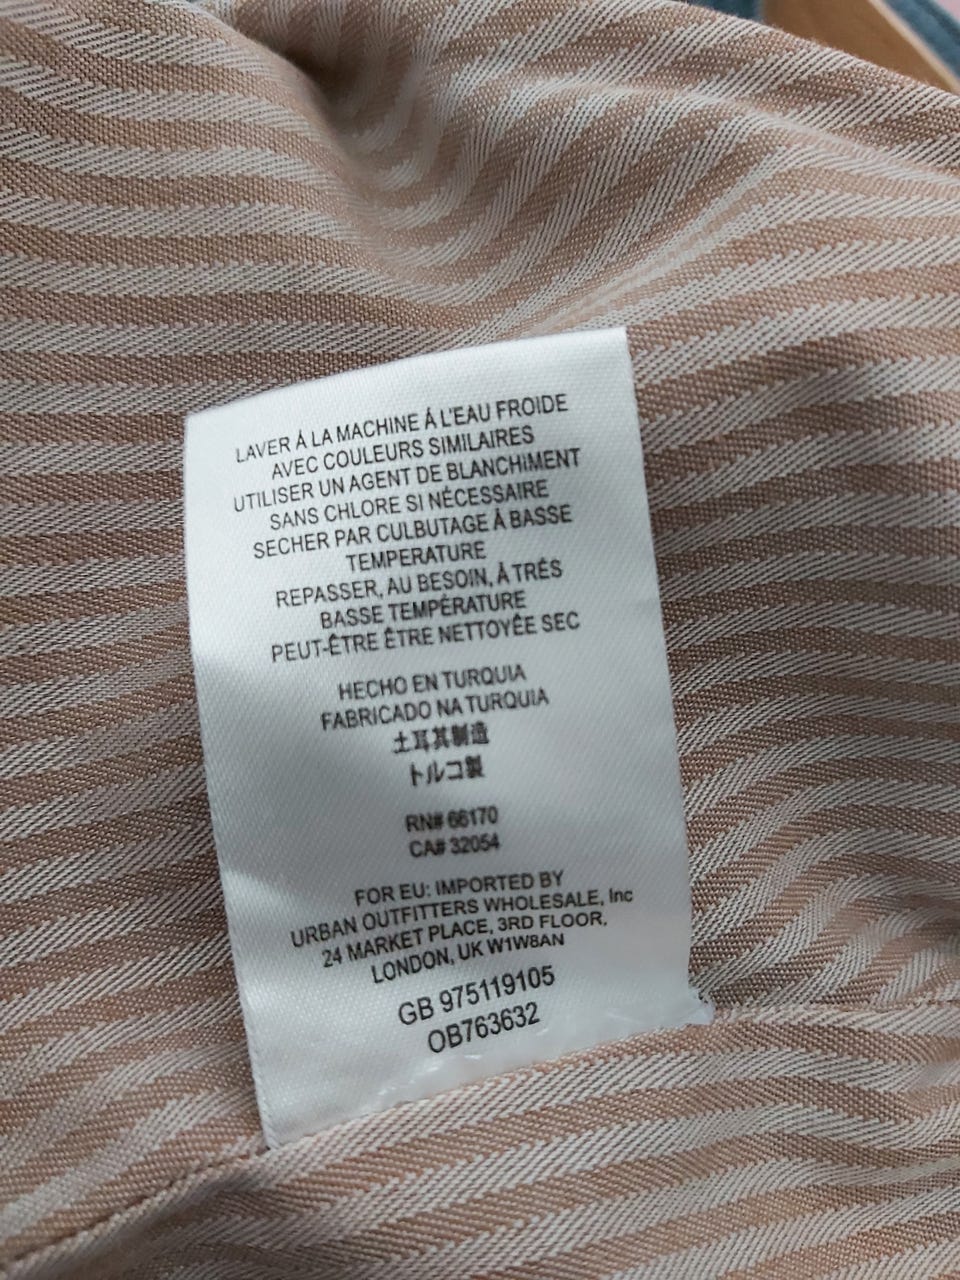 LAVER Á LA MACHINE Á L'EAU FROIDE
AVEC COULEURS SIMILAIRES
UTILISER UN AGENT DE BLANCHIMENT
SANS CHLORE SI NÉCESSAIRE
SECHER PAR CULBUTAGE À BASSE
TEMPERATURE
REPASSER, AU BESOIN, À TRÈS
BASSE TEMPÉRATURE
PEUT-ÊTRE ÊTRE NETTOYÊE SEC
HECHO EN TURQUIA
FABRICADO NA TURQUIA
土耳其制造
トルコ製
RN# 66170
CA# 32054
FOR EU: IMPORTED BY
URBAN OUTFITTERS WHOLESALE, Inc
24 MARKET PLACE, 3RD FLOOR,
LONDON, UK W1W8AN
GB 975119105
OB763632